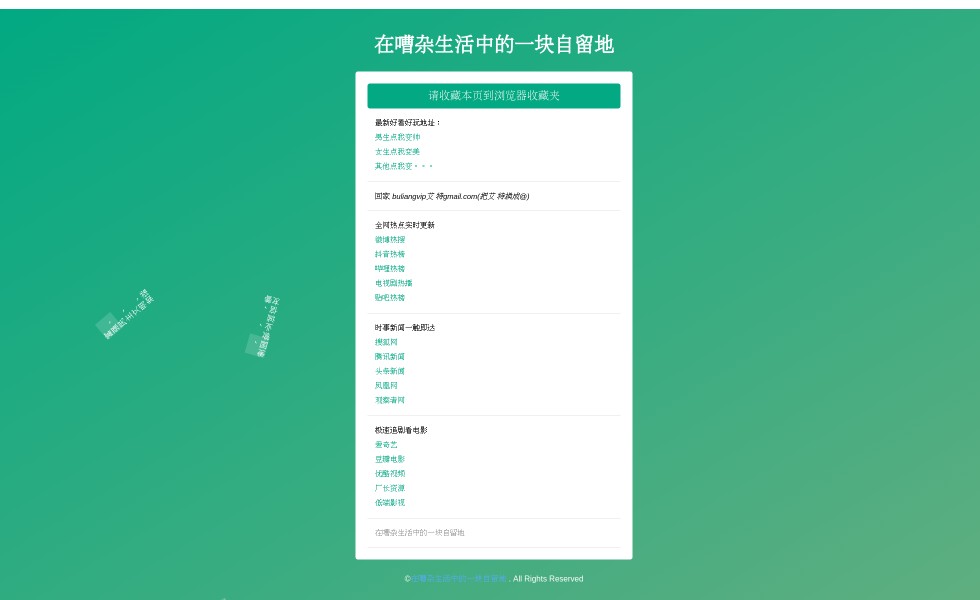 在嘈杂生活中的一块自留地
请收藏本页到浏览器收藏夹
最新好看好玩地址：
男生点我变帅
女生点我变美
其他点我变・・・
回家 buliangvip艾 特gmail.com(把艾 特换成@)
全网热点实时更新
微博热搜
抖音热榜
哔哩热榜
电视剧热播
贴吧热榜
时事新闻一触即达
搜狐网
腾讯新闻
头条新闻
凤凰网
观察者网
极速追剧看电影
爱奇艺
豆瓣电影
优酷视频
厂长资源
低端影视
在嘈杂生活中的一块自留地
©在嘈杂生活中的一块自留地 . All Rights Reserved